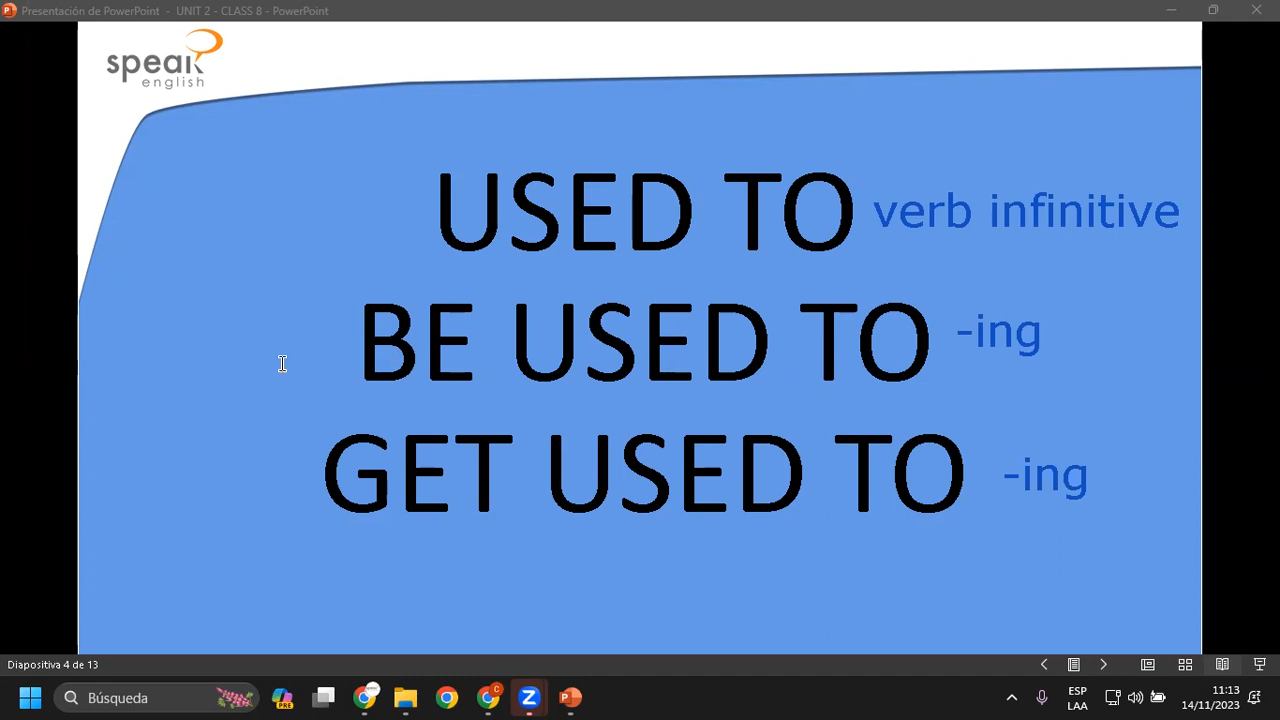 Presentación de PowerPoint - UNIT 2 - CLASS 8 - PowerPoint
speak
english
USED TO verb infinitive
BE USED TO -ing
GET USED TO -ing
Diapositiva 4 de 13
Búsqueda
PRE
ESP
LAA
11:13
14/11/2023